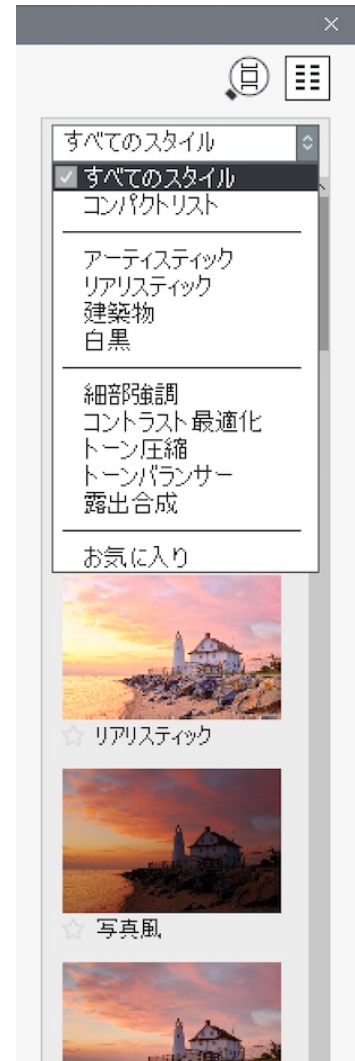 すべてのスタイル
すべてのスタイル
コンパクトリスト
アーティスティック
リアリスティック
建築物
白黒
細部強調
コントラスト最適化
トーン圧縮
トーンバランサー
露出合成
お気に入り
リアリスティック
写真風